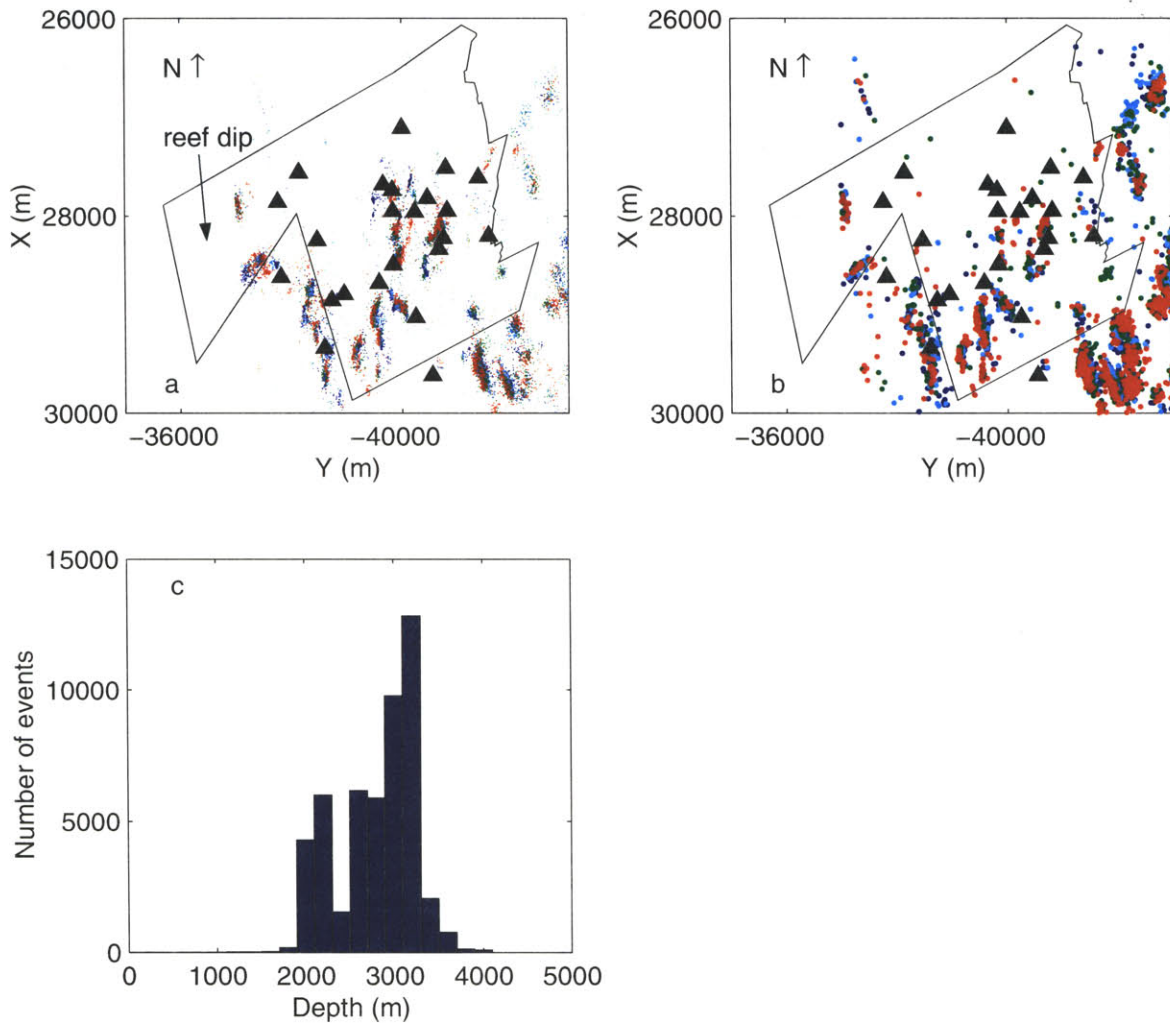 26000
N ↑
reef dip
28000
X (m)
a
30000
−36000
−40000
Y (m)
26000
N ↑
28000
X (m)
b
30000
−36000
−40000
Y (m)
15000
c
10000
Number of events
5000
0
0
1000
2000
3000
4000
5000
Depth (m)